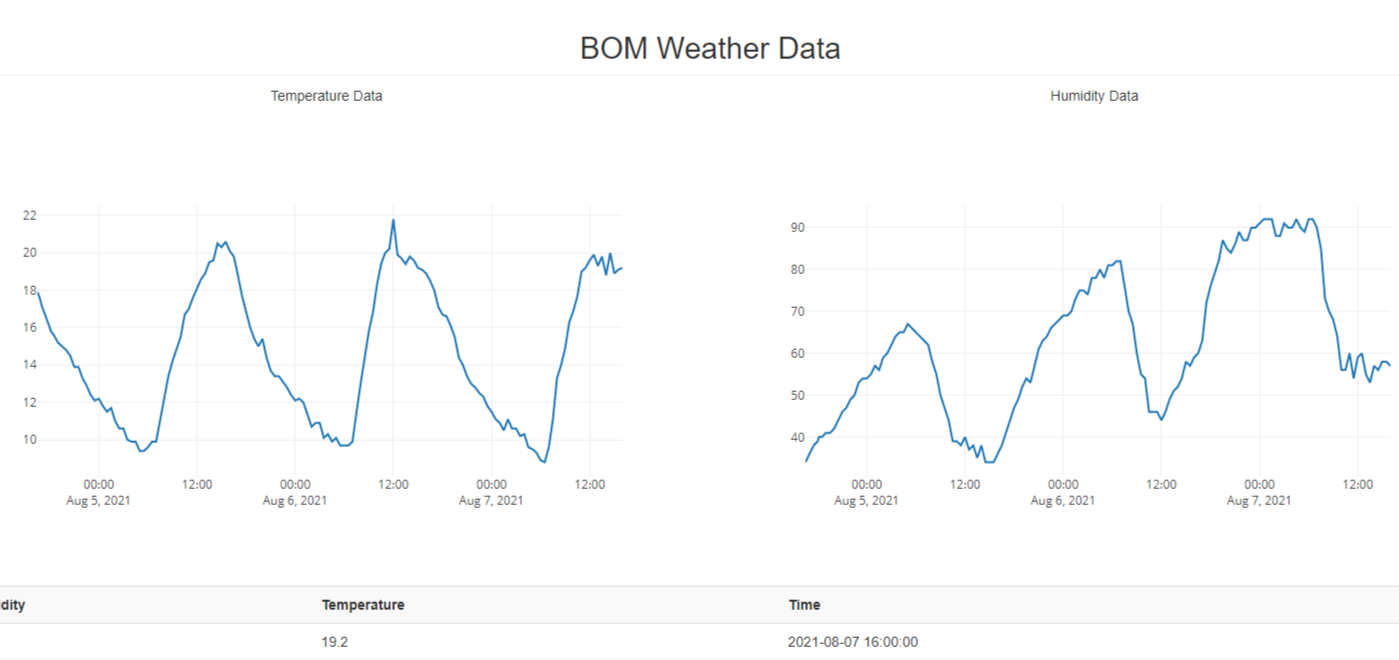 BOM Weather Data
Temperature Data
Humidity Data
22
20
18
16
14
12
10
00:00 12:00 00:00 12:00 00:00 12:00
Aug 5, 2021 Aug 6, 2021 Aug 7, 2021
90
80
70
60
50
40
00:00 12:00 00:00 12:00 00:00 12:00
Aug 5, 2021 Aug 6, 2021 Aug 7, 2021
dity Temperature Time
19.2 2021-08-07 16:00:00